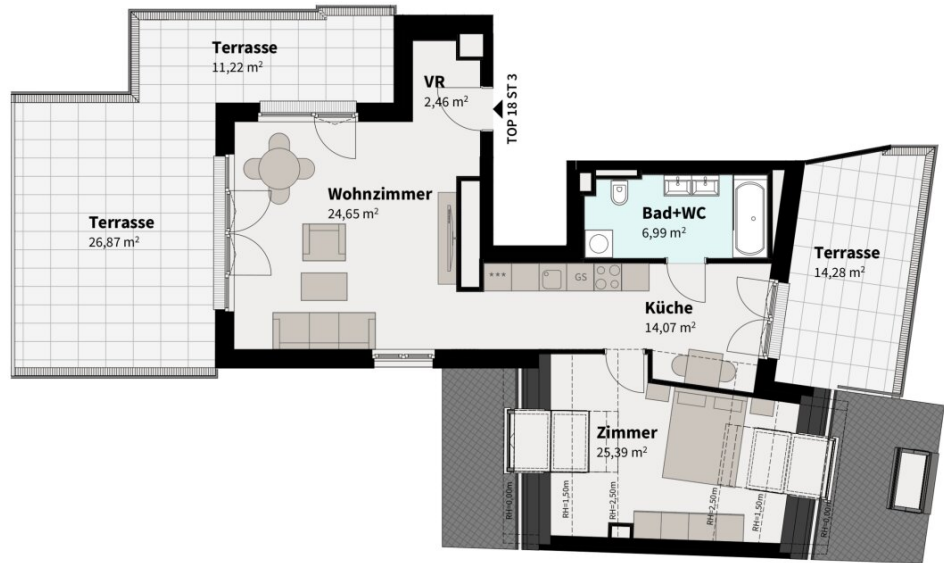 Terrasse
11,22 m²
VR
2,46 m²
TOP 18 ST 3
Wohnzimmer
24,65 m²
Terrasse
26,87 m²
Bad+WC
6,99 m²
Terrasse
14,28 m²
***
GS
Küche
14,07 m²
Zimmer
25,39 m²
RH=0,00m
RH=1,50m
RH=2,50m
RH=2,50m
RH=1,50m
RH=0,00m